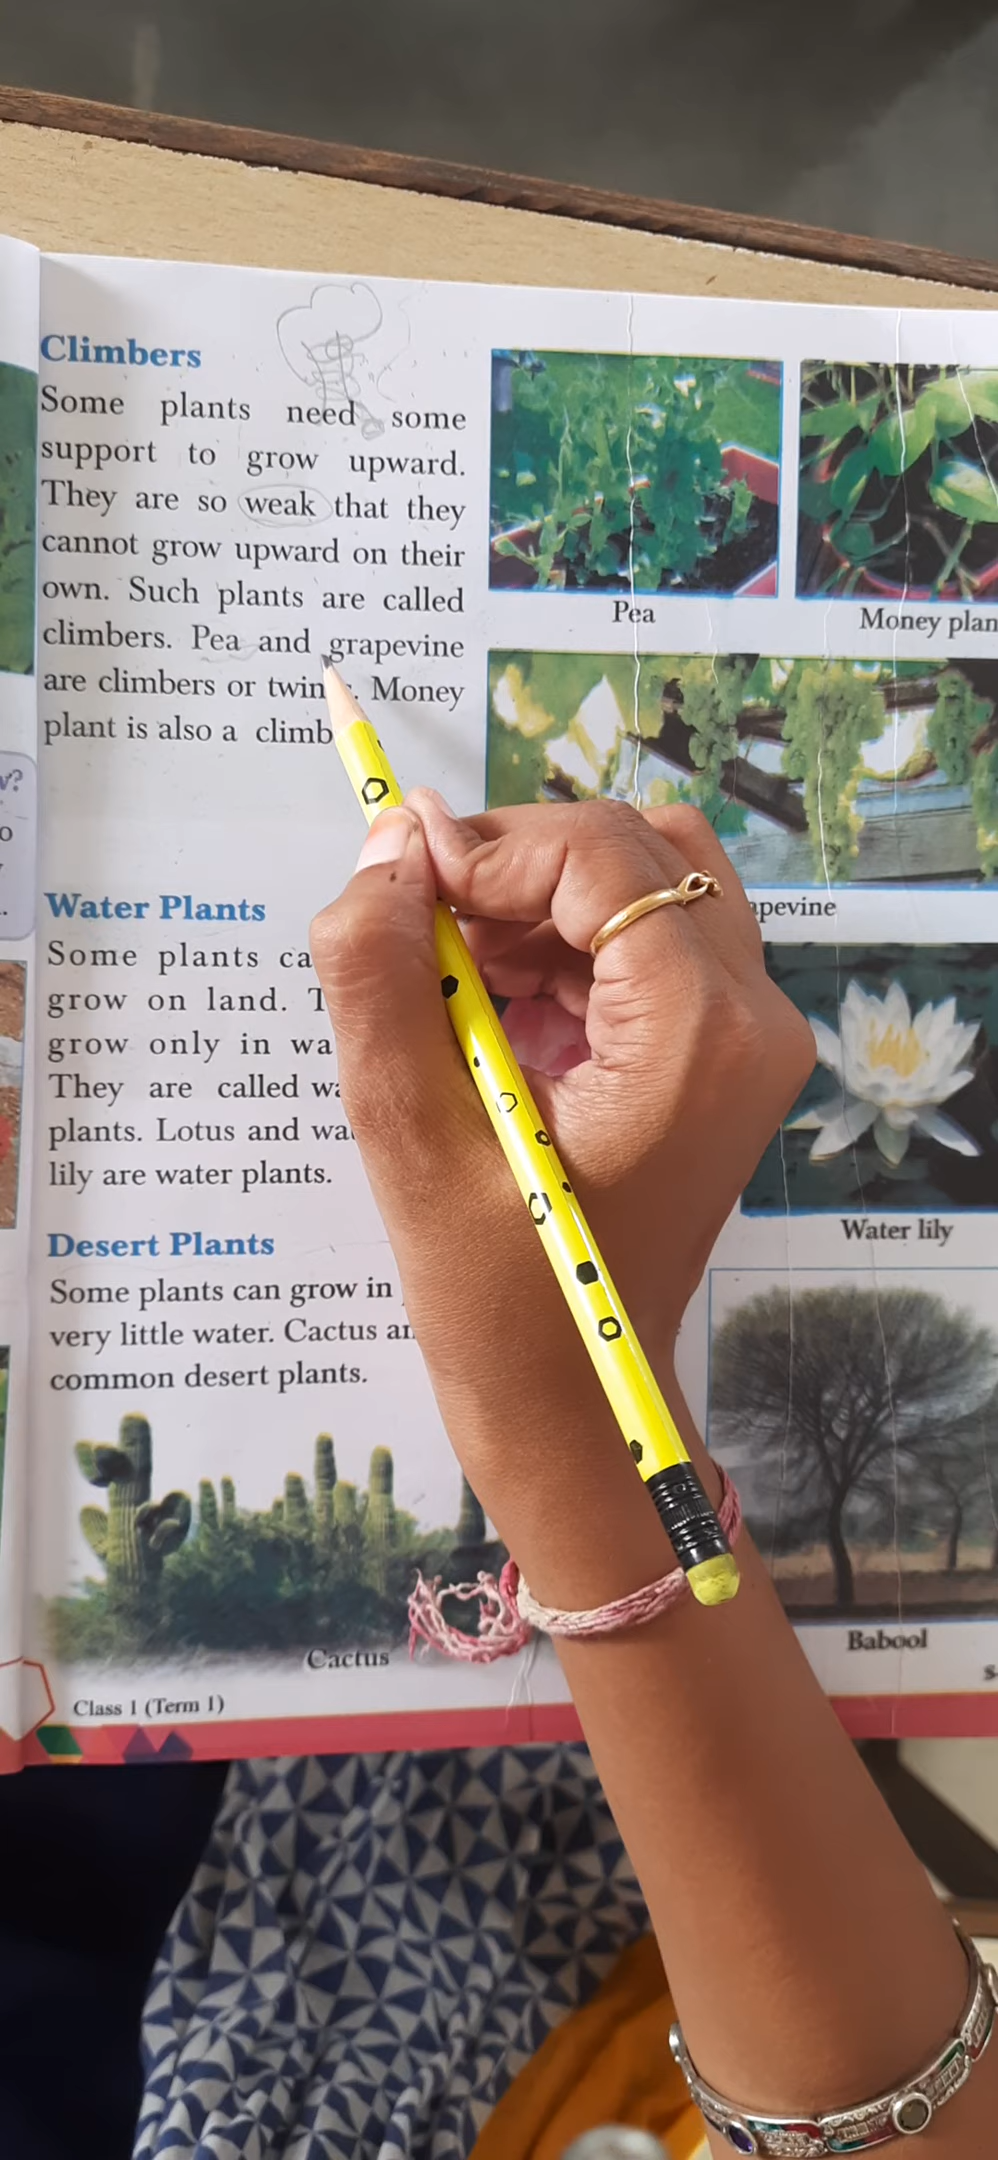 Climbers
Some plants need some
support to grow upward.
They are so weak that they
cannot grow upward on their
own. Such plants are called
climbers. Pea and grapevine
are climbers or Money
plant is also a
Pea
Money plan
apevine
Water Plants
Some plants ca
grow on land. T
grow only in wa
They are called wa
plants. Lotus and wa
lily are water plants.
Water lily
Desert Plants
Some plants can grow in
very little water. Cactus an
common desert plants.
Cactus
Babool
Class 1 (Term 1)